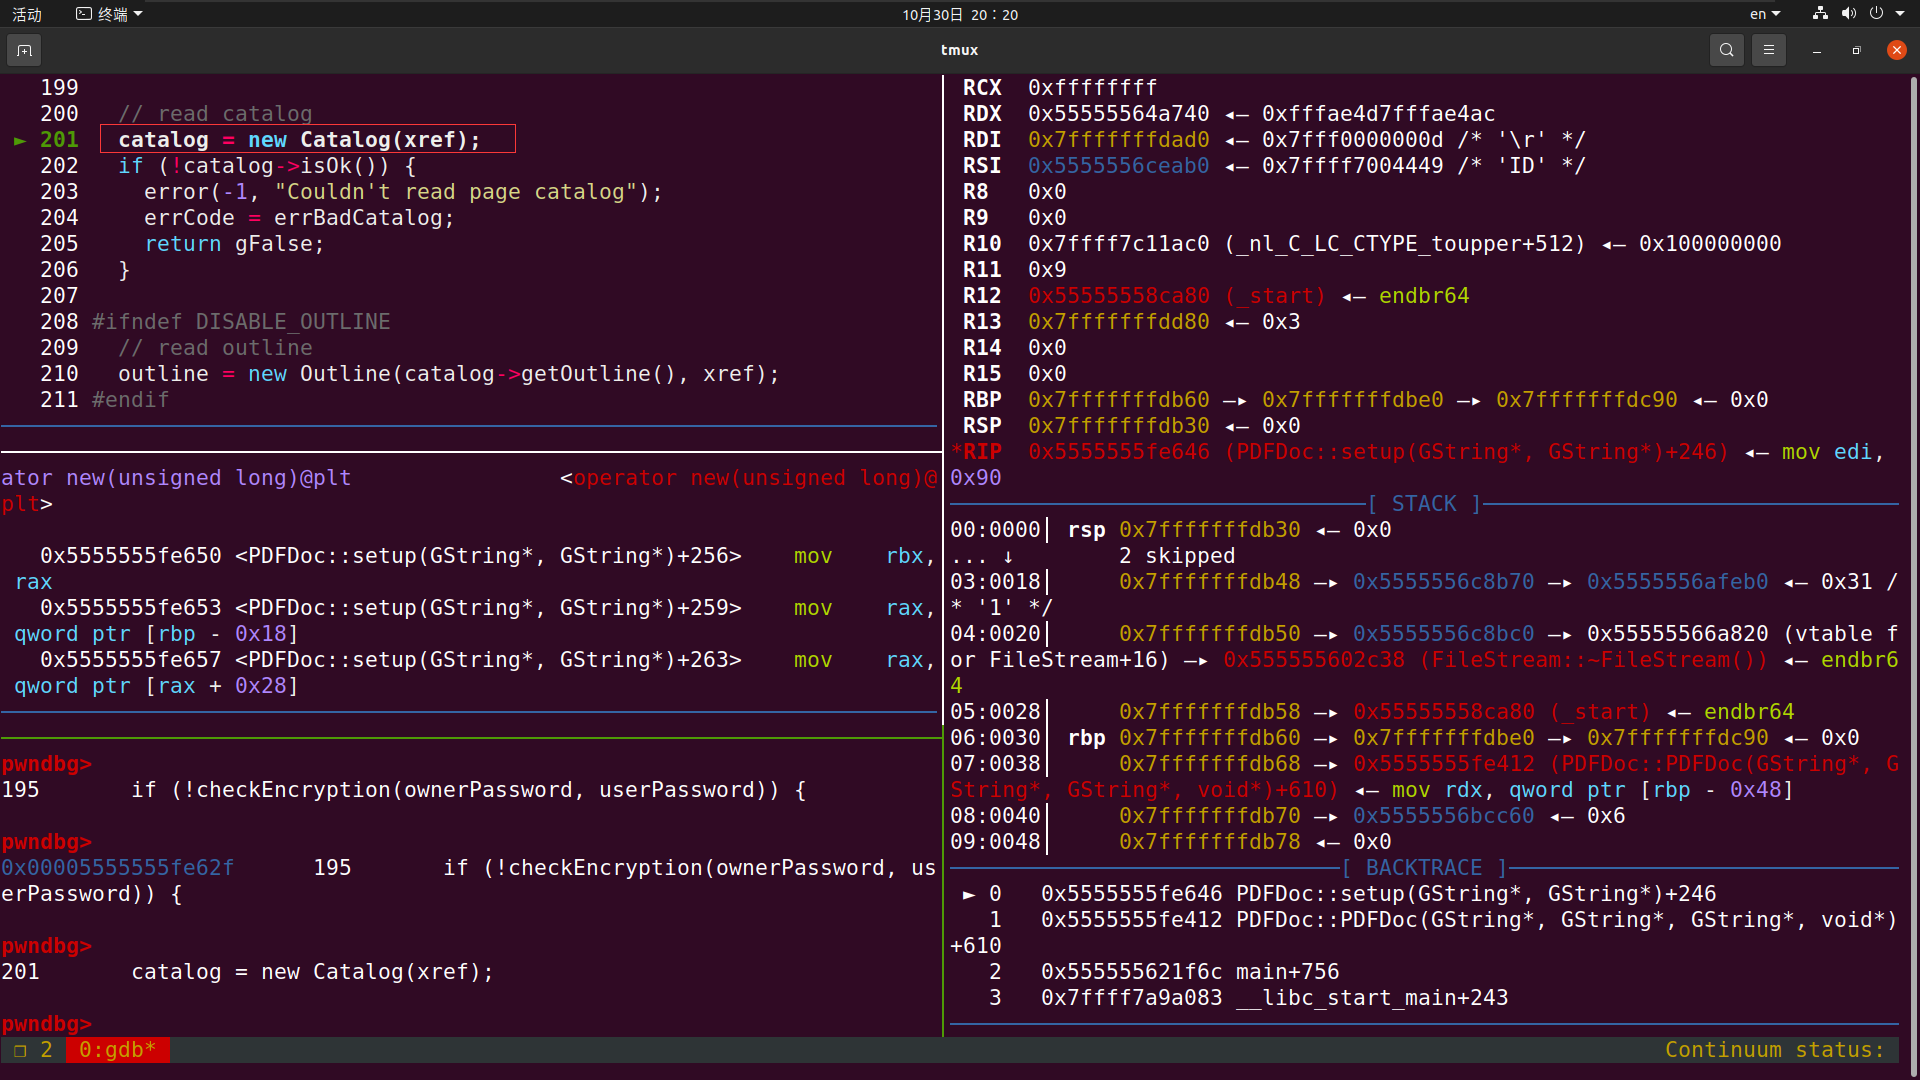 活动 终端 10月30日 20：20 en
tmux
199
200 // read catalog
► 201 catalog = new Catalog(xref);
202 if (!catalog->isOk()) {
203 error(-1, "Couldn't read page catalog");
204 errCode = errBadCatalog;
205 return gFalse;
206 }
207
208 #ifndef DISABLE_OUTLINE
209 // read outline
210 outline = new Outline(catalog->getOutline(), xref);
211 #endif
ator new(unsigned long)@plt <operator new(unsigned long)@
plt>
0x5555555fe650 <PDFDoc::setup(GString*, GString*)+256> mov rbx,
rax
0x5555555fe653 <PDFDoc::setup(GString*, GString*)+259> mov rax,
qword ptr [rbp - 0x18]
0x5555555fe657 <PDFDoc::setup(GString*, GString*)+263> mov rax,
qword ptr [rax + 0x28]
pwndbg>
195 if (!checkEncryption(ownerPassword, userPassword)) {
pwndbg>
0x00005555555fe62f 195 if (!checkEncryption(ownerPassword, us
erPassword)) {
pwndbg>
201 catalog = new Catalog(xref);
pwndbg>
RCX 0xffffffff
RDX 0x55555564a740 ◂— 0xfffae4d7fffae4ac
RDI 0x7fffffffdad0 ◂— 0x7fff0000000d /* '\r' */
RSI 0x5555556ceab0 ◂— 0x7ffff7004449 /* 'ID' */
R8 0x0
R9 0x0
R10 0x7ffff7c11ac0 (_nl_C_LC_CTYPE_toupper+512) ◂— 0x100000000
R11 0x9
R12 0x55555558ca80 (_start) ◂— endbr64
R13 0x7fffffffdd80 ◂— 0x3
R14 0x0
R15 0x0
RBP 0x7fffffffdb60 —▸ 0x7fffffffdbe0 —▸ 0x7fffffffdc90 ◂— 0x0
RSP 0x7fffffffdb30 ◂— 0x0
*RIP 0x5555555fe646 (PDFDoc::setup(GString*, GString*)+246) ◂— mov edi,
0x90
[ STACK ]
00:0000│ rsp 0x7fffffffdb30 ◂— 0x0
... ↓ 2 skipped
03:0018│ 0x7fffffffdb48 —▸ 0x5555556c8b70 —▸ 0x5555556afeb0 ◂— 0x31 /
* '1' */
04:0020│ 0x7fffffffdb50 —▸ 0x5555556c8bc0 —▸ 0x55555566a820 (vtable f
or FileStream+16) —▸ 0x555555602c38 (FileStream::~FileStream()) ◂— endbr6
4
05:0028│ 0x7fffffffdb58 —▸ 0x55555558ca80 (_start) ◂— endbr64
06:0030│ rbp 0x7fffffffdb60 —▸ 0x7fffffffdbe0 —▸ 0x7fffffffdc90 ◂— 0x0
07:0038│ 0x7fffffffdb68 —▸ 0x5555555fe412 (PDFDoc::PDFDoc(GString*, G
String*, GString*, void*)+610) ◂— mov rdx, qword ptr [rbp - 0x48]
08:0040│ 0x7fffffffdb70 —▸ 0x5555556bcc60 ◂— 0x6
09:0048│ 0x7fffffffdb78 ◂— 0x0
[ BACKTRACE ]
► 0 0x5555555fe646 PDFDoc::setup(GString*, GString*)+246
1 0x5555555fe412 PDFDoc::PDFDoc(GString*, GString*, GString*, void*)
+610
2 0x555555621f6c main+756
3 0x7ffff7a9a083 __libc_start_main+243
❐ 2 0:gdb* Continuum status: